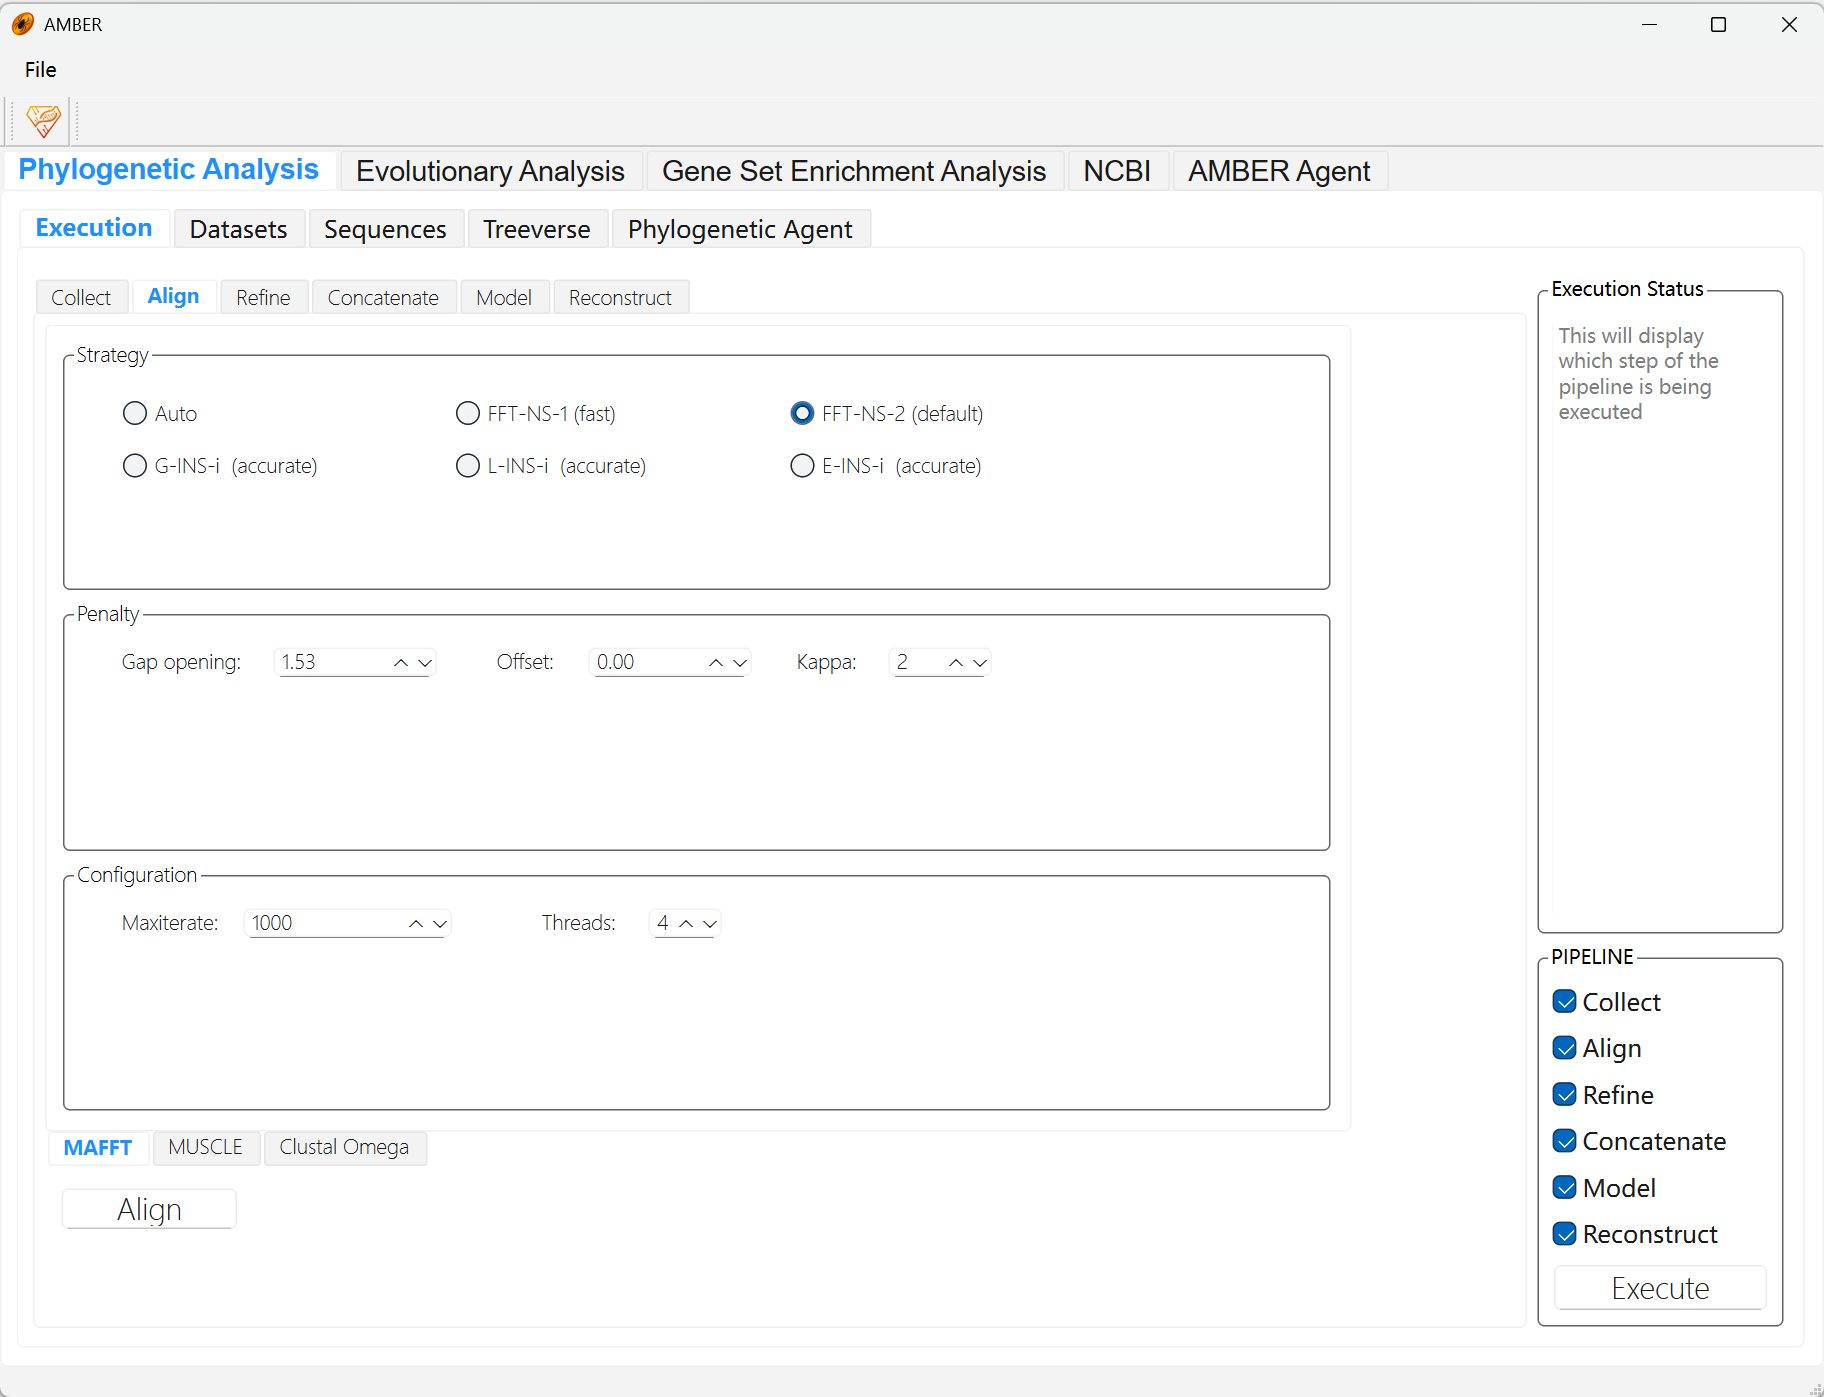 AMBER
File
Phylogenetic Analysis Evolutionary Analysis Gene Set Enrichment Analysis NCBI AMBER Agent
Execution Datasets Sequences Treeverse Phylogenetic Agent
Collect Align Refine Concatenate Model Reconstruct
Strategy
Auto FFT-NS-1 (fast) FFT-NS-2 (default)
G-INS-i (accurate) L-INS-i (accurate) E-INS-i (accurate)
Penalty
Gap opening: 1.53 Offset: 0.00 Kappa: 2
Configuration
Maxiterate: 1000 Threads: 4
MAFFT MUSCLE Clustal Omega
Align
Execution Status
This will display
which step of the
pipeline is being
executed
PIPELINE
Collect
Align
Refine
Concatenate
Model
Reconstruct
Execute